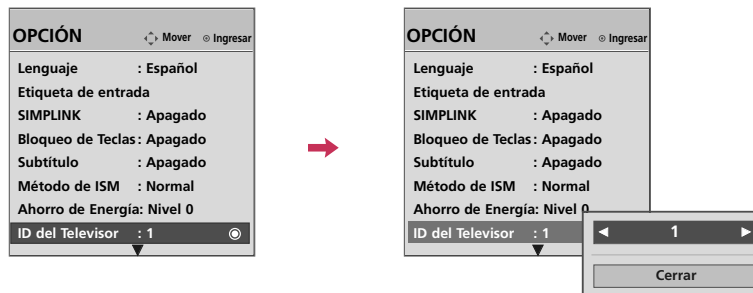 OPCIÓN Mover Ingresar
Lenguaje : Español
Etiqueta de entrada
SIMPLINK : Apagado
Bloqueo de Teclas : Apagado
Subtítulo : Apagado
Método de ISM : Normal
Ahorro de Energía: Nivel 0
ID del Televisor : 1
OPCIÓN Mover Ingresar
Lenguaje : Español
Etiqueta de entrada
SIMPLINK : Apagado
Bloqueo de Teclas : Apagado
Subtítulo : Apagado
Método de ISM : Normal
Ahorro de Energía: Nivel 0
ID del Televisor : 1
1
Cerrar